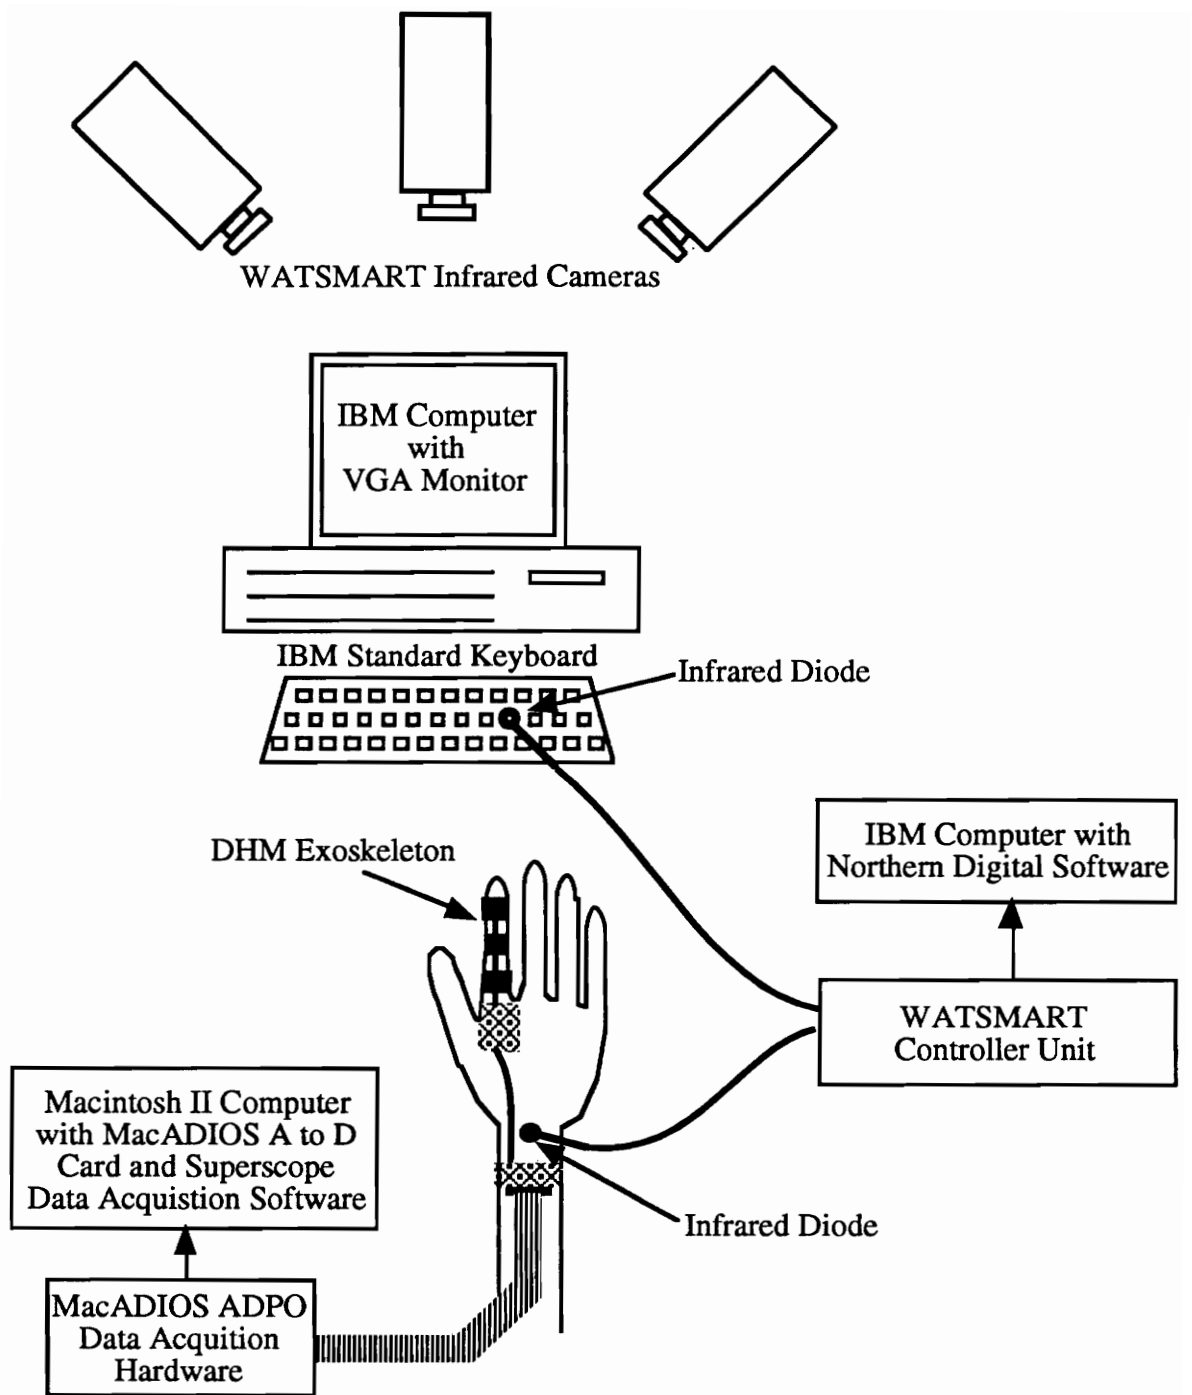 WATSMART Infrared Cameras
IBM Computer
with
VGA Monitor
IBM Standard Keyboard
Infrared Diode
DHM Exoskeleton
IBM Computer with
Northern Digital Software
WATSMART
Controller Unit
Macintosh II Computer
with MacADIOS A to D
Card and Superscope
Data Acquistion Software
Infrared Diode
MacADIOS ADPO
Data Acquition
Hardware